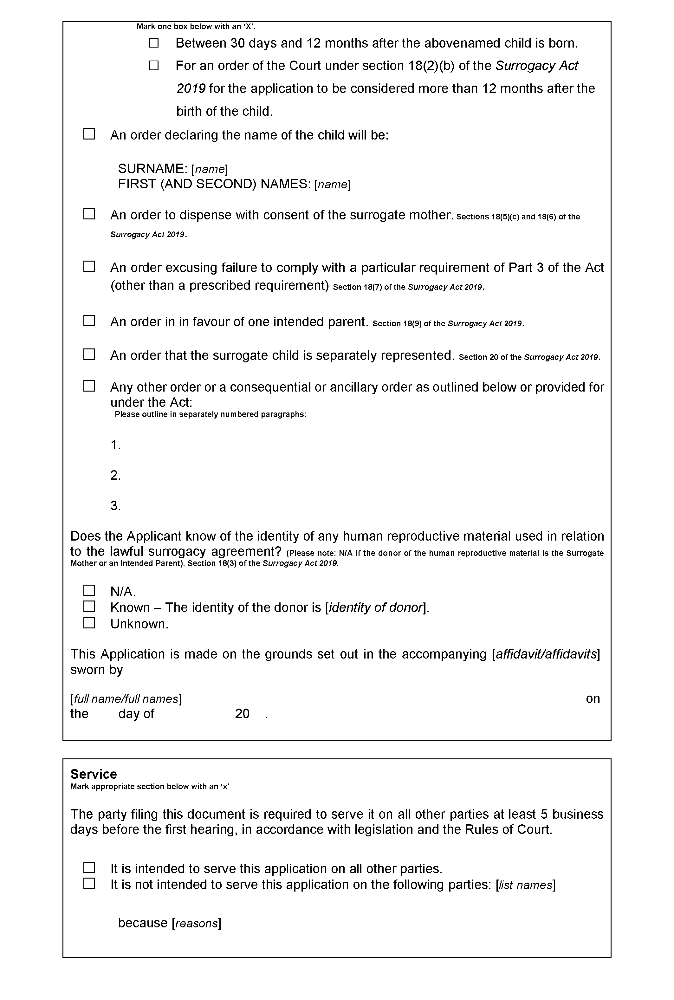 Mark one box below with an ‘X’.
☐ Between 30 days and 12 months after the abovenamed child is born.
☐ For an order of the Court under section 18(2)(b) of the Surrogacy Act
2019 for the application to be considered more than 12 months after the
birth of the child.
☐ An order declaring the name of the child will be:
SURNAME: [name]
FIRST (AND SECOND) NAMES: [name]
☐ An order to dispense with consent of the surrogate mother. Sections 18(5)(c) and 18(6) of the
Surrogacy Act 2019.
☐ An order excusing failure to comply with a particular requirement of Part 3 of the Act
(other than a prescribed requirement) Section 18(7) of the Surrogacy Act 2019.
☐ An order in in favour of one intended parent. Section 18(9) of the Surrogacy Act 2019.
☐ An order that the surrogate child is separately represented. Section 20 of the Surrogacy Act 2019.
☐ Any other order or a consequential or ancillary order as outlined below or provided for
under the Act:
Please outline in separately numbered paragraphs:
1.
2.
3.
Does the Applicant know of the identity of any human reproductive material used in relation
to the lawful surrogacy agreement? (Please note: N/A if the donor of the human reproductive material is the Surrogate
Mother or an Intended Parent). Section 18(3) of the Surrogacy Act 2019.
☐ N/A.
☐ Known – The identity of the donor is [identity of donor].
☐ Unknown.
This Application is made on the grounds set out in the accompanying [affidavit/affidavits]
sworn by
[full name/full names] on
the day of 20 .
Service
Mark appropriate section below with an ‘x’
The party filing this document is required to serve it on all other parties at least 5 business
days before the first hearing, in accordance with legislation and the Rules of Court.
☐ It is intended to serve this application on all other parties.
☐ It is not intended to serve this application on the following parties: [list names]
because [reasons]